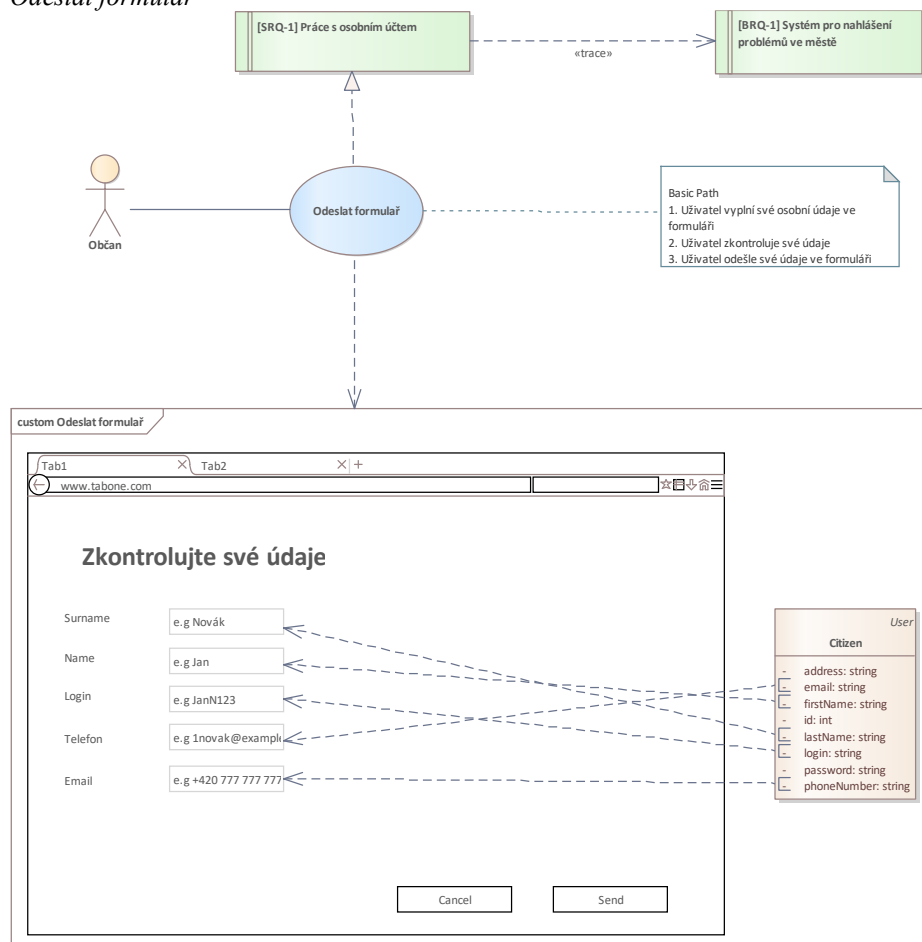 Odeslat formulář
[SRQ-1] Práce s osobním účtem
[BRQ-1] Systém pro nahlášení
problémů ve městě
«trace»
Občan
Odeslat formulař
Basic Path
1. Uživatel vyplní své osobní údaje ve
formuláři
2. Uživatel zkontroluje své údaje
3. Uživatel odešle své údaje ve formuláři
custom Odeslat formulař
Tab1
Tab2
www.tabone.com
Zkontrolujte své údaje
Surname
e.g Novák
Name
e.g Jan
Login
e.g JanN123
Telefon
e.g 1novak@example
Email
e.g +420 777 777 777
Cancel
Send
User
Citizen
- address: string
- email: string
- firstName: string
- id: int
- lastName: string
- login: string
- password: string
- phoneNumber: string